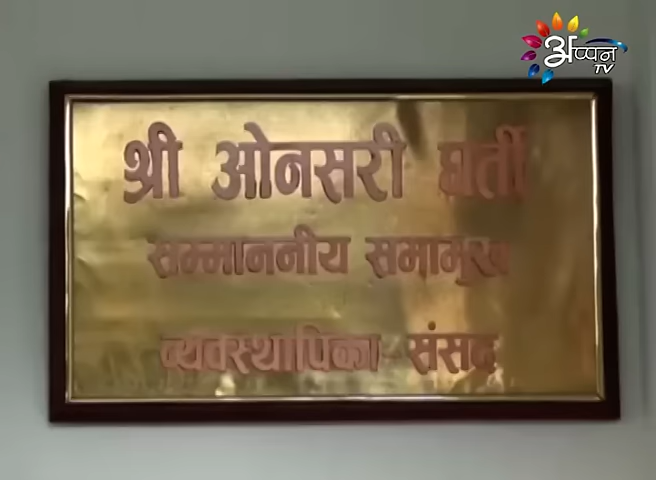 अप्पन
TV
श्री ओनसरी घर्ती
सम्माननीय सभामुख
व्यवस्थापिका-संसद